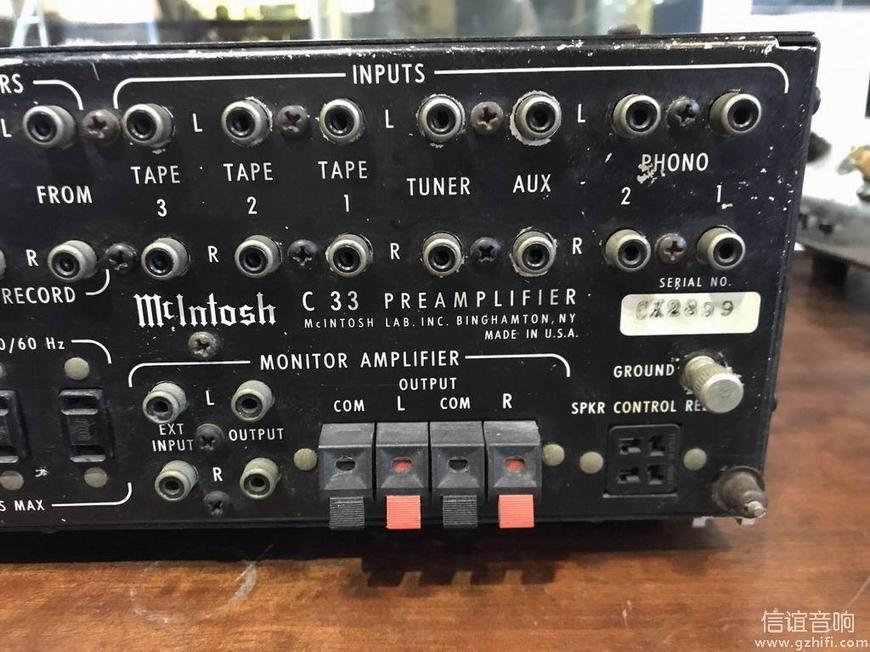 RS
INPUTS
L L L L
TAPE 3
TAPE 2
TAPE 1
TUNER
AUX
PHONO
2 1
FROM
R R R R
RECORD
SERIAL NO.
CX2899
McIntosh
C 33 PREAMPLIFIER
McINTOSH LAB. INC. BINGHAMTON, NY
MADE IN U.S.A.
0/60 Hz
MONITOR AMPLIFIER
OUTPUT
COM L COM R
L
EXT INPUT
OUTPUT
R
GROUND
SPKR CONTROL
S MAX
信谊音响
www.gzhifi.com